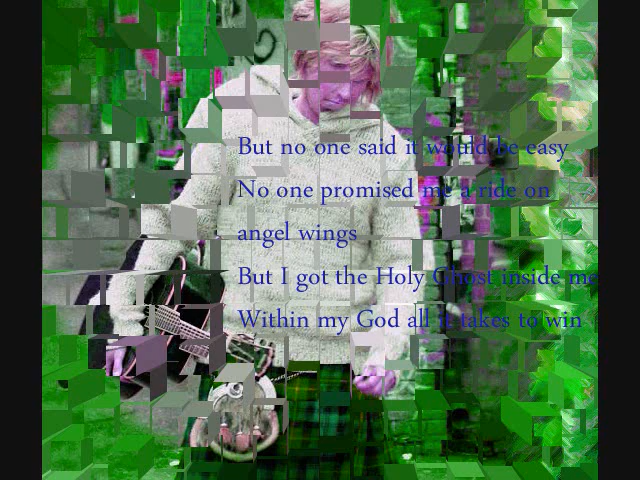 But no one said it would be easy
No one promised me a ride on
angel wings
But I got the Holy Ghost inside me
Within my God all it takes to win